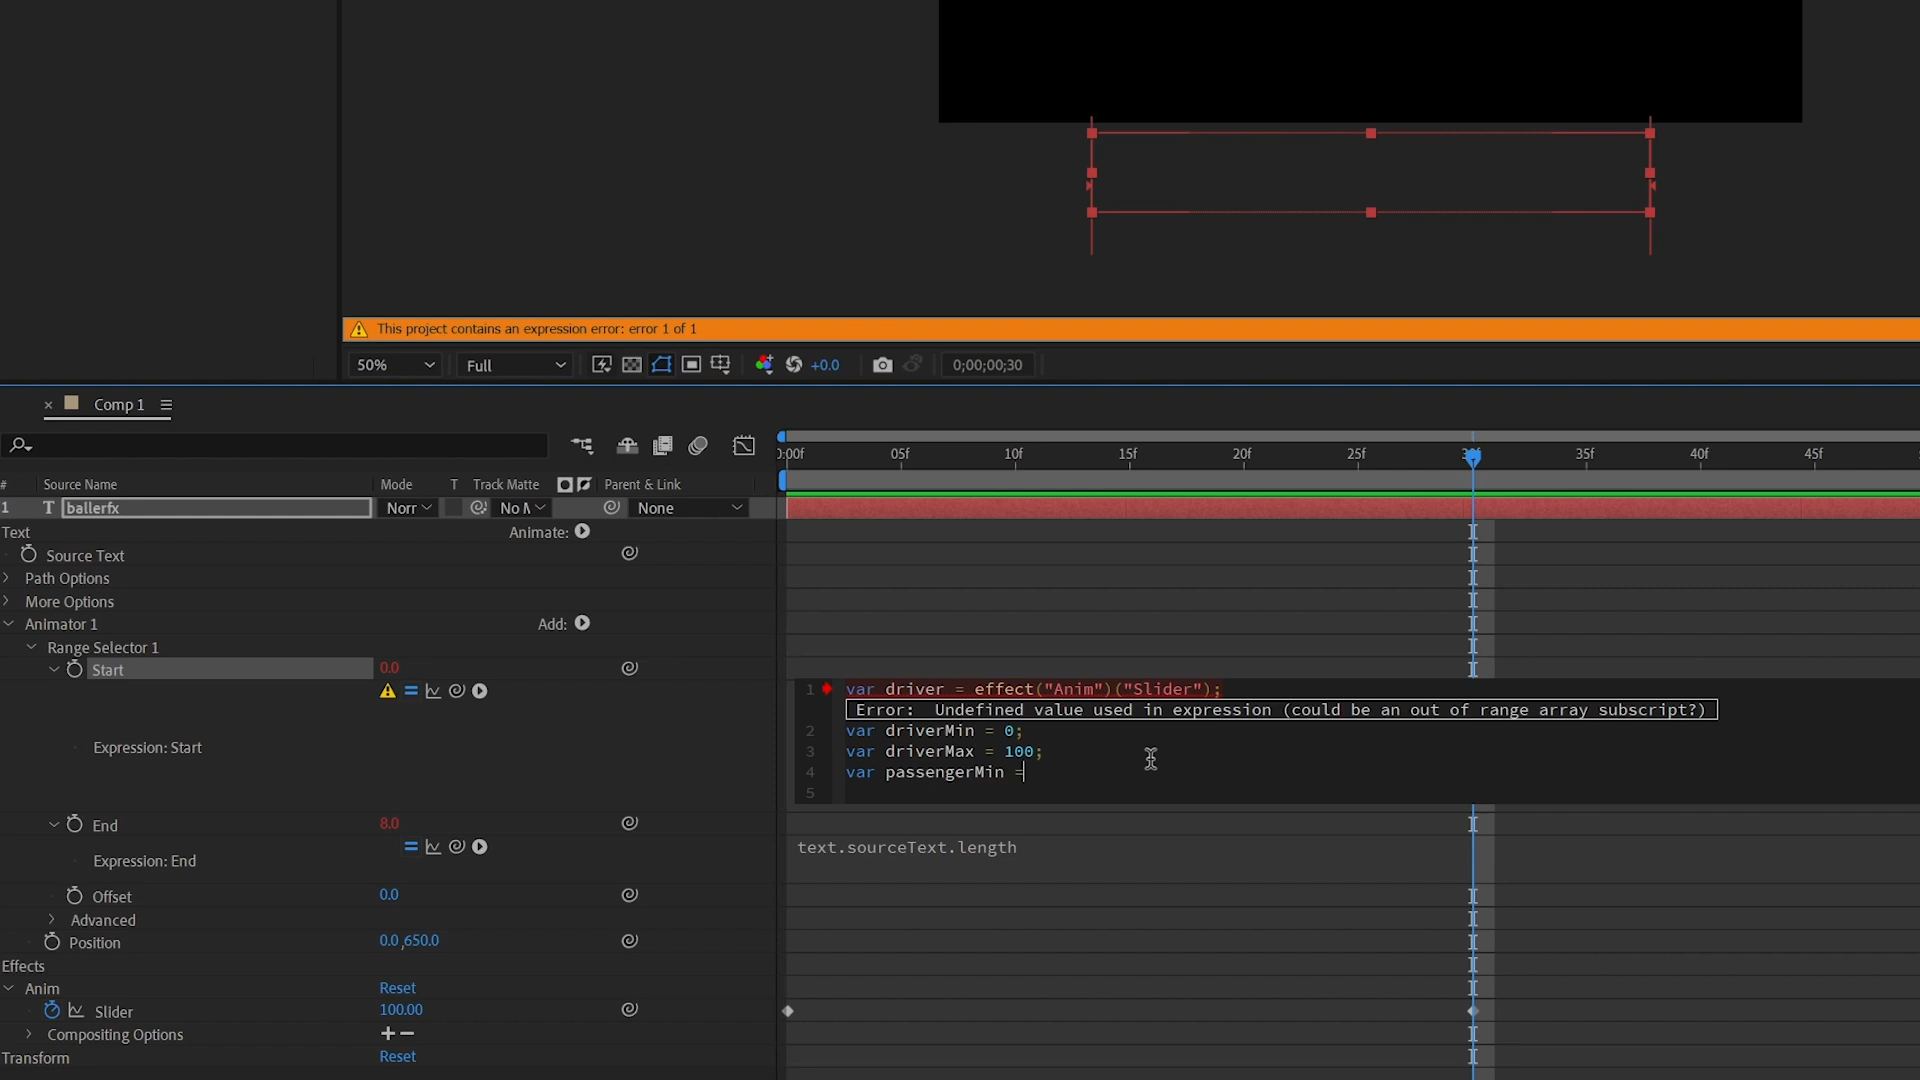 This project contains an expression error: error 1 of 1
50% Full +0.0 0;00;00;30
× Comp 1
0:00f 05f 10f 15f 20f 25f 30f 35f 40f 45f
# Source Name Mode T Track Matte Parent & Link
1 T ballerfx Norr No M None
Text Animate:
Source Text
Path Options
More Options
Animator 1 Add:
Range Selector 1
Start 0.0
1 var driver = effect("Anim")("Slider");
Error: Undefined value used in expression (could be an out of range array subscript?)
2 var driverMin = 0;
Expression: Start
3 var driverMax = 100;
4 var passengerMin =
5
End 8.0
text.sourceText.length
Expression: End
Offset 0.0
Advanced
Position 0.0,650.0
Effects
Anim Reset
Slider 100.00
Compositing Options + −
Transform Reset